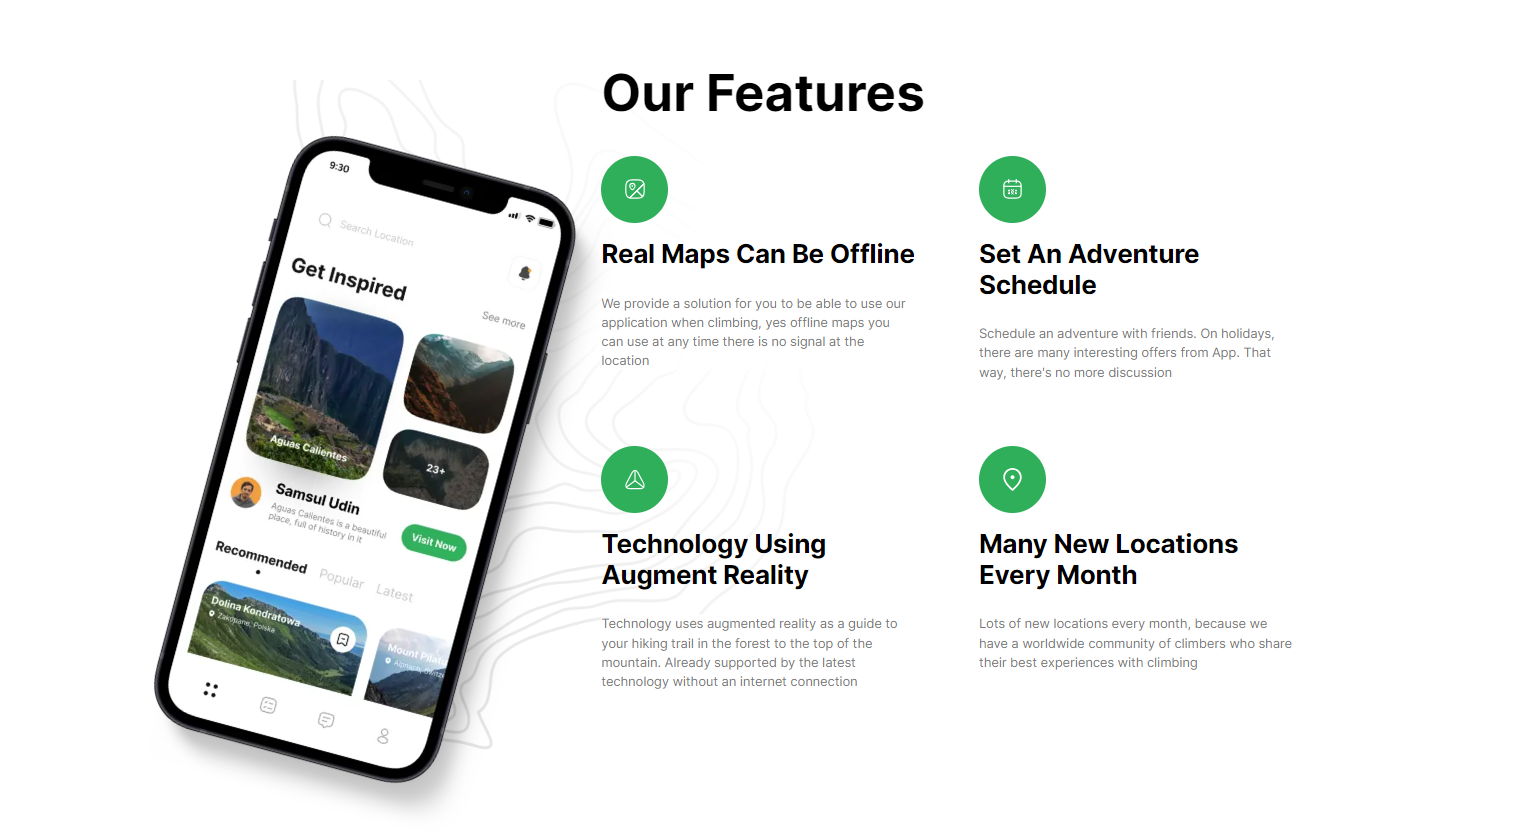 Our Features
9:30
Search Location
Get Inspired
See more
Aguas Calientes
23+
Samsul Udin
Aguas Calientes is a beautiful
place, full of history in it
Visit Now
Recommended
Popular
Latest
Dolina Kondratowa
Zakopane, Polska
Mount
Real Maps Can Be Offline
We provide a solution for you to be able to use our
application when climbing, yes offline maps you
can use at any time there is no signal at the
location
Set An Adventure
Schedule
Schedule an adventure with friends. On holidays,
there are many interesting offers from App. That
way, there's no more discussion
Technology Using
Augment Reality
Technology uses augmented reality as a guide to
your hiking trail in the forest to the top of the
mountain. Already supported by the latest
technology without an internet connection
Many New Locations
Every Month
Lots of new locations every month, because we
have a worldwide community of climbers who share
their best experiences with climbing